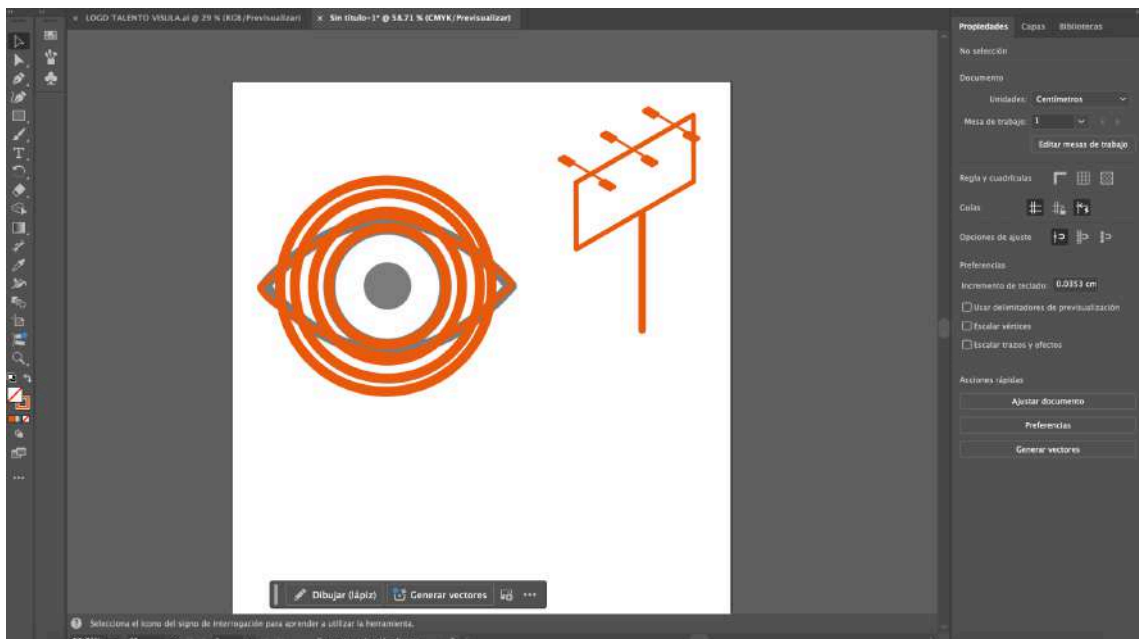 × LOGO TALENTO VISULA.ai @ 29 % (RGB/Previsualizar)
× Sin título-1* @ 58.71 % (CMYK/Previsualizar)
Propiedades Capas Bibliotecas
No selección
Documento
Unidades: Centímetros
Mesa de trabajo: 1
Editar mesas de trabajo
Regla y cuadrículas
Guías
Opciones de ajuste
Preferencias
Incremento de teclado: 0.0353 cm
Usar delimitadores de previsualización
Escalar vértices
Escalar trazos y efectos
Acciones rápidas
Ajustar documento
Preferencias
Generar vectores
Dibujar (lápiz) Generar vectores
Selecciona el icono del signo de interrogación para aprender a utilizar la herramienta.